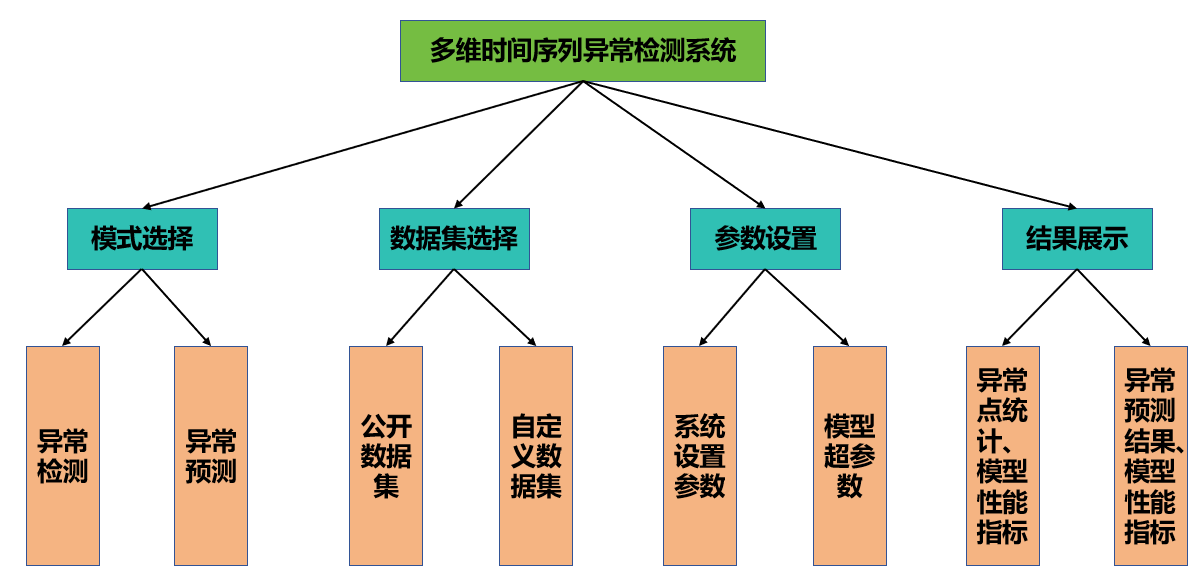 多维时间序列异常检测系统
模式选择
数据集选择
参数设置
结果展示
异常
检测
异常
预测
公开
数据
集
自定
义数
据集
系统
设置
参数
模型
超参
数
异常
点统
计、
模型
性能
指标
异常
预测
结果、
模型
性能
指标